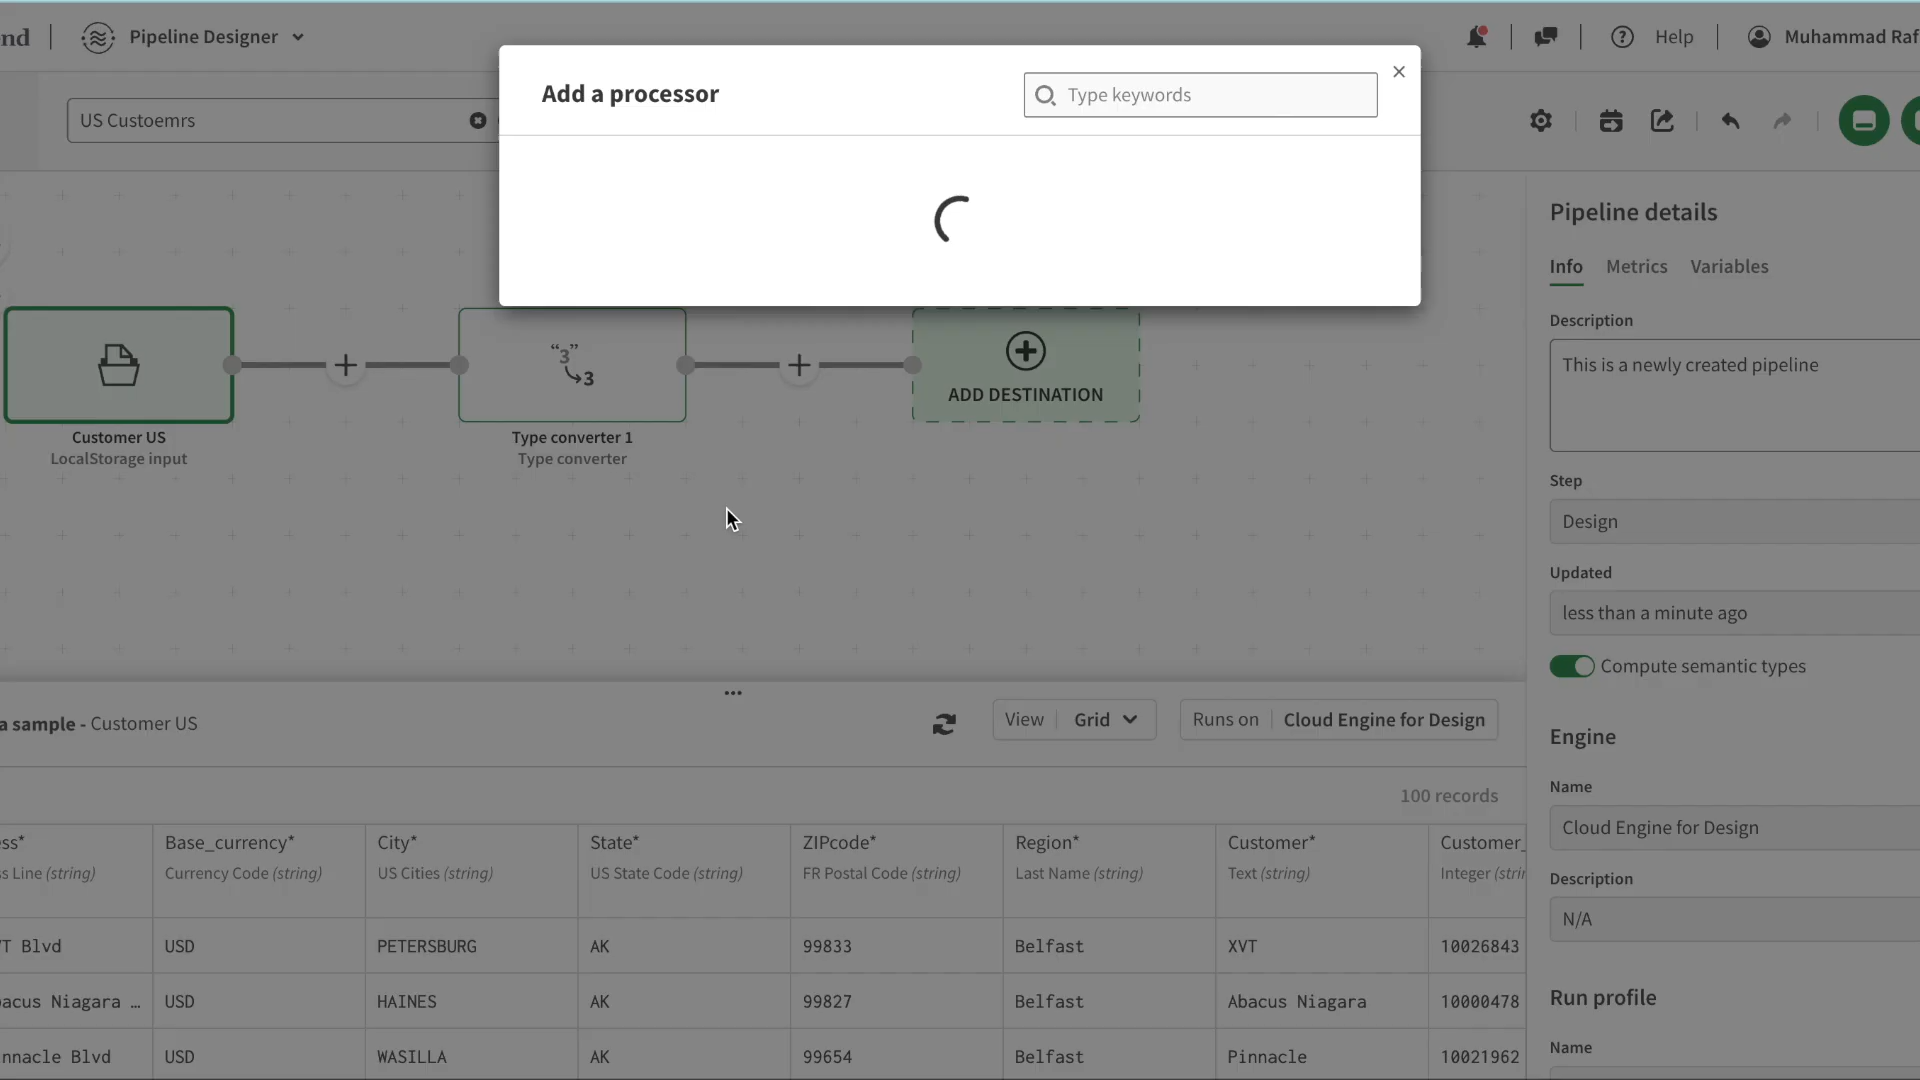 nd
Pipeline Designer
Help
Muhammad Raf
Add a processor
Type keywords
US Custoemrs
Customer US
LocalStorage input
“3”
3
Type converter 1
Type converter
ADD DESTINATION
Pipeline details
Info Metrics Variables
Description
This is a newly created pipeline
Step
Design
Updated
less than a minute ago
Compute semantic types
Engine
Name
Cloud Engine for Design
Description
N/A
Run profile
Name
a sample - Customer US
View Grid
Runs on Cloud Engine for Design
100 records
ss* Base_currency* City* State* ZIPcode* Region* Customer* Customer_
s Line (string) Currency Code (string) US Cities (string) US State Code (string) FR Postal Code (string) Last Name (string) Text (string) Integer (strin
T Blvd USD PETERSBURG AK 99833 Belfast XVT 10026843
acus Niagara … USD HAINES AK 99827 Belfast Abacus Niagara 10000478
nnacle Blvd USD WASILLA AK 99654 Belfast Pinnacle 10021962